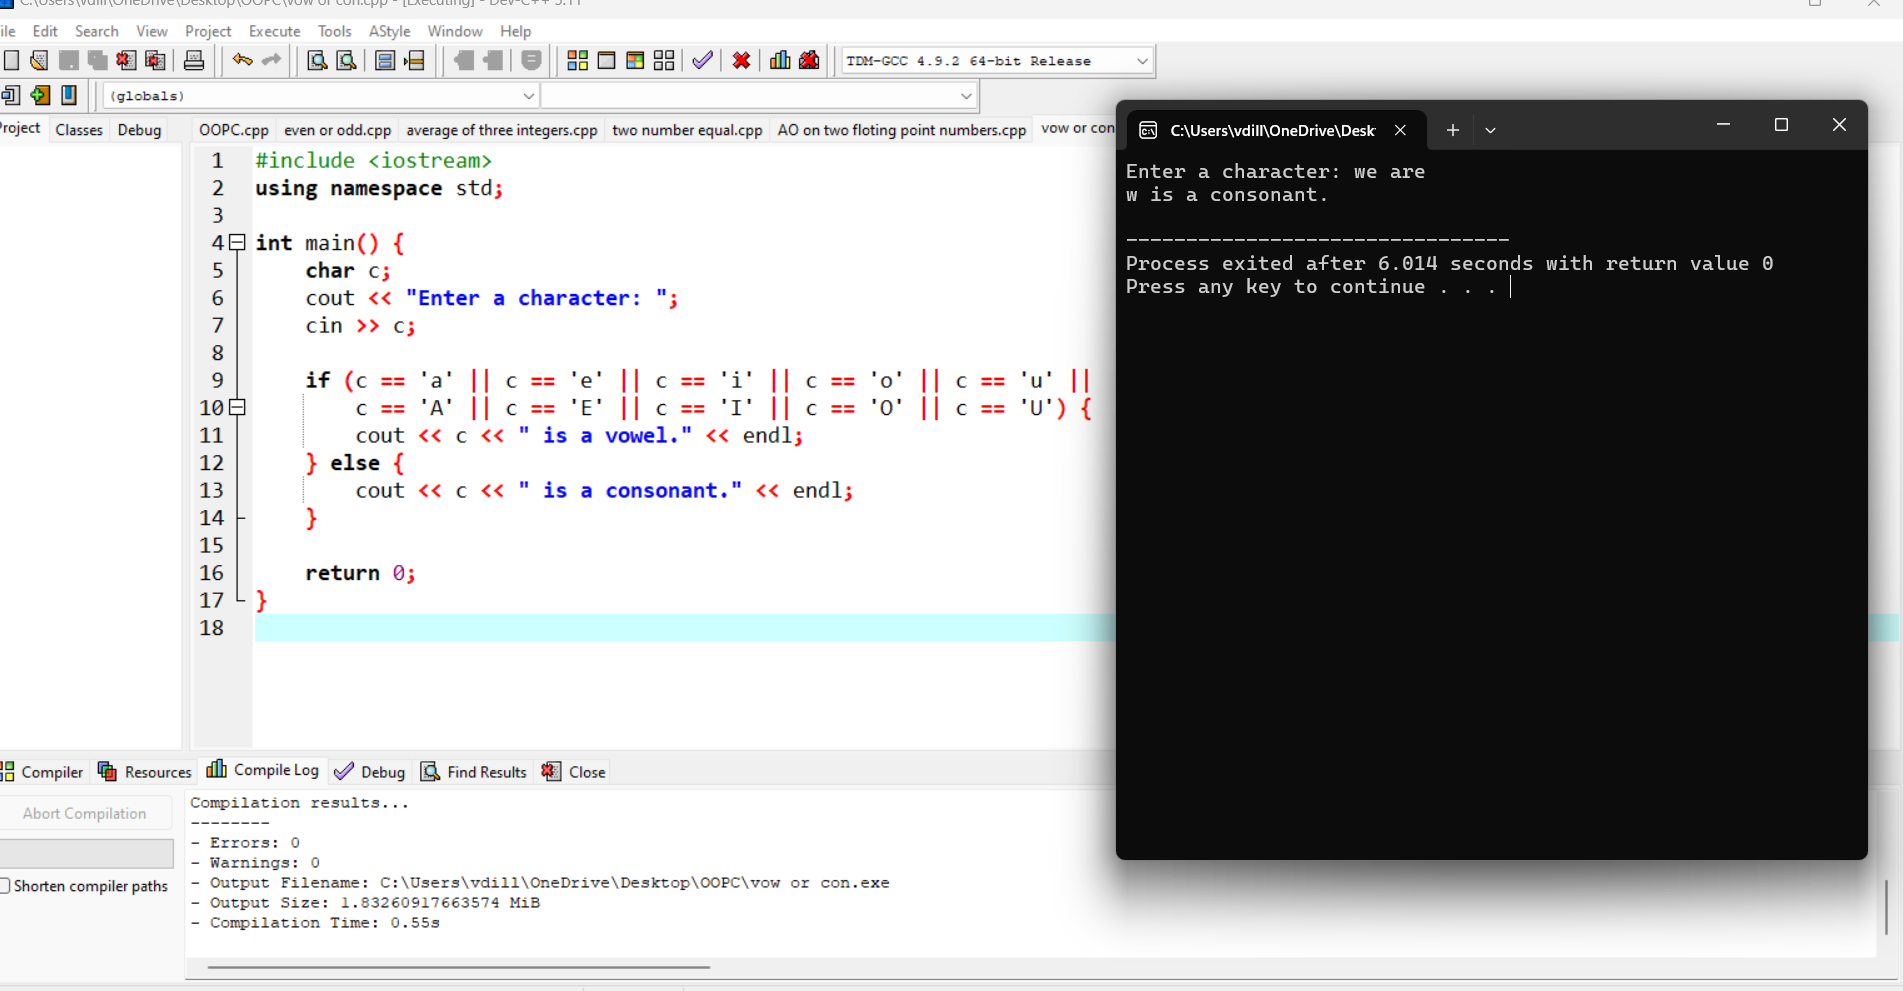 C:\Users\vdill\OneDrive\Desktop\OOPC\vow or con.cpp - [Executing] - Dev-C++ 5.11
ile Edit Search View Project Execute Tools AStyle Window Help
TDM-GCC 4.9.2 64-bit Release
(globals)
roject Classes Debug
OOPC.cpp even or odd.cpp average of three integers.cpp two number equal.cpp AO on two floting point numbers.cpp vow or con
1 #include <iostream>
2 using namespace std;
3
4 int main() {
5 char c;
6 cout << "Enter a character: ";
7 cin >> c;
8
9 if (c == 'a' || c == 'e' || c == 'i' || c == 'o' || c == 'u' ||
10 c == 'A' || c == 'E' || c == 'I' || c == 'O' || c == 'U') {
11 cout << c << " is a vowel." << endl;
12 } else {
13 cout << c << " is a consonant." << endl;
14 }
15
16 return 0;
17 }
18
C:\Users\vdill\OneDrive\Desk
Enter a character: we are
w is a consonant.
--------------------------------
Process exited after 6.014 seconds with return value 0
Press any key to continue . . .
Compiler Resources Compile Log Debug Find Results Close
Abort Compilation
Shorten compiler paths
Compilation results...
--------
- Errors: 0
- Warnings: 0
- Output Filename: C:\Users\vdill\OneDrive\Desktop\OOPC\vow or con.exe
- Output Size: 1.83260917663574 MiB
- Compilation Time: 0.55s